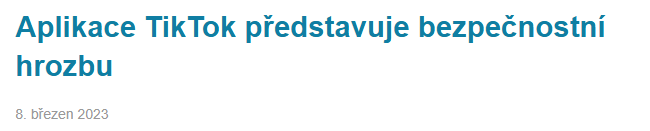 Aplikace TikTok představuje bezpečnostní
hrozbu
8. březen 2023